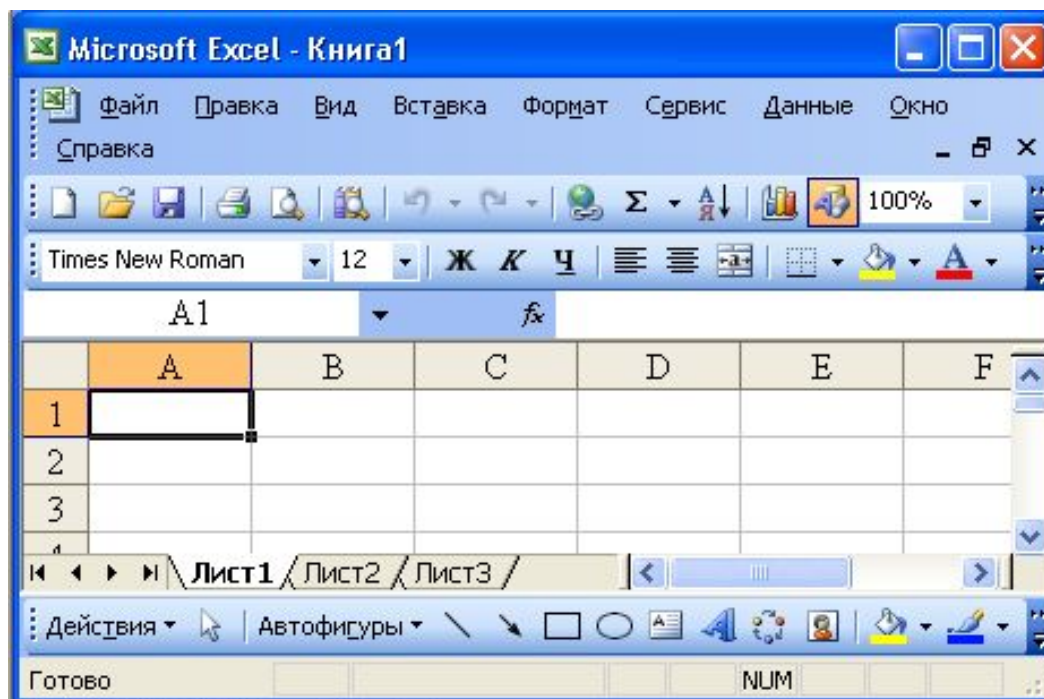 Microsoft Excel - Книга1
Файл Правка Вид Вставка Формат Сервис Данные Окно
Справка
Σ А Я 100%
Times New Roman 12 Ж К Ч a A
A1 fx
A B C D E F
1
2
3
4
Лист1 Лист2 Лист3
Действия Автофигуры
Готово NUM